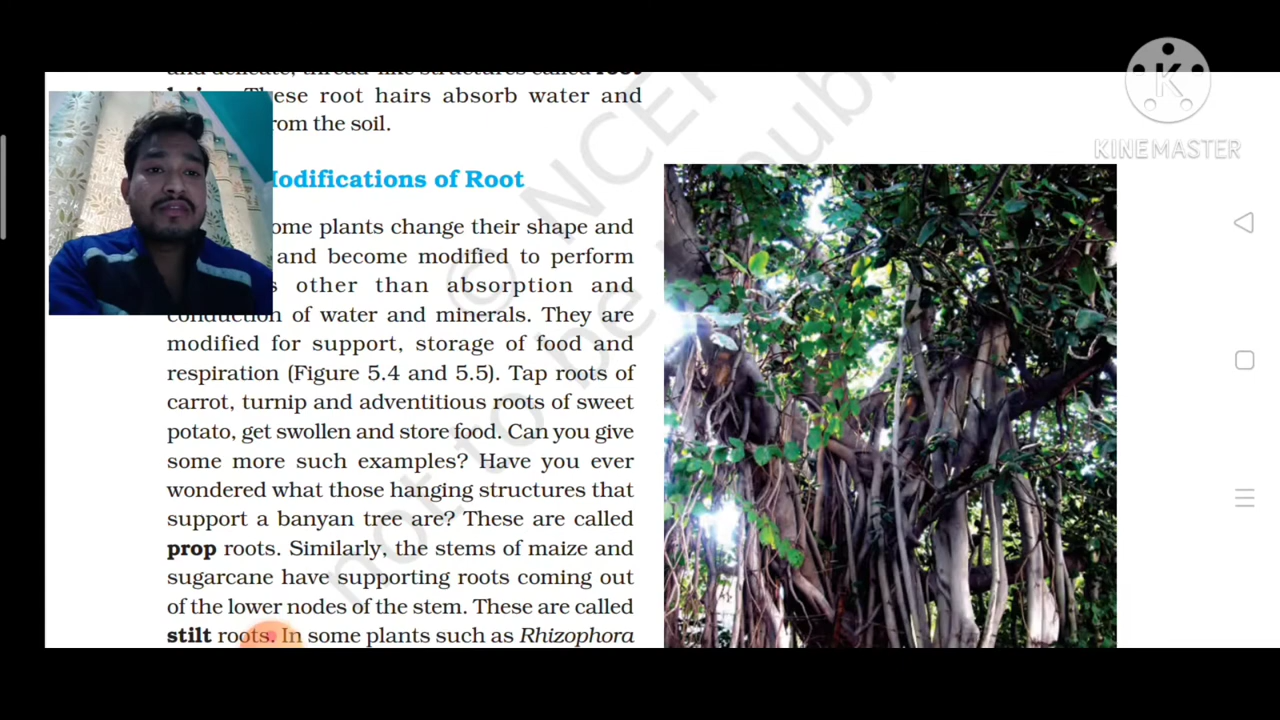 and delicate, thread-like structures called root
These root hairs absorb water and
from the soil.
Modifications of Root
some plants change their shape and
and become modified to perform
other than absorption and
conduction of water and minerals. They are
modified for support, storage of food and
respiration (Figure 5.4 and 5.5). Tap roots of
carrot, turnip and adventitious roots of sweet
potato, get swollen and store food. Can you give
some more such examples? Have you ever
wondered what those hanging structures that
support a banyan tree are? These are called
prop roots. Similarly, the stems of maize and
sugarcane have supporting roots coming out
of the lower nodes of the stem. These are called
stilt roots. In some plants such as Rhizophora
© NCER
not to be publ
K
KINEMASTER